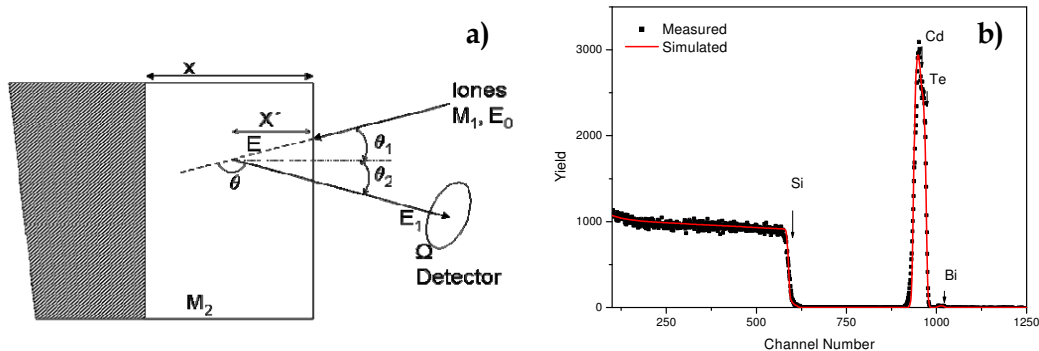 a)
x
Iones
M1, E0
X´
E
θ1
θ
θ2
E1
Ω
Detector
M2
b)
Measured
Simulated
Cd
Te
Si
Bi
3000
2000
1000
0
Yield
250
500
750
1000
1250
Channel Number